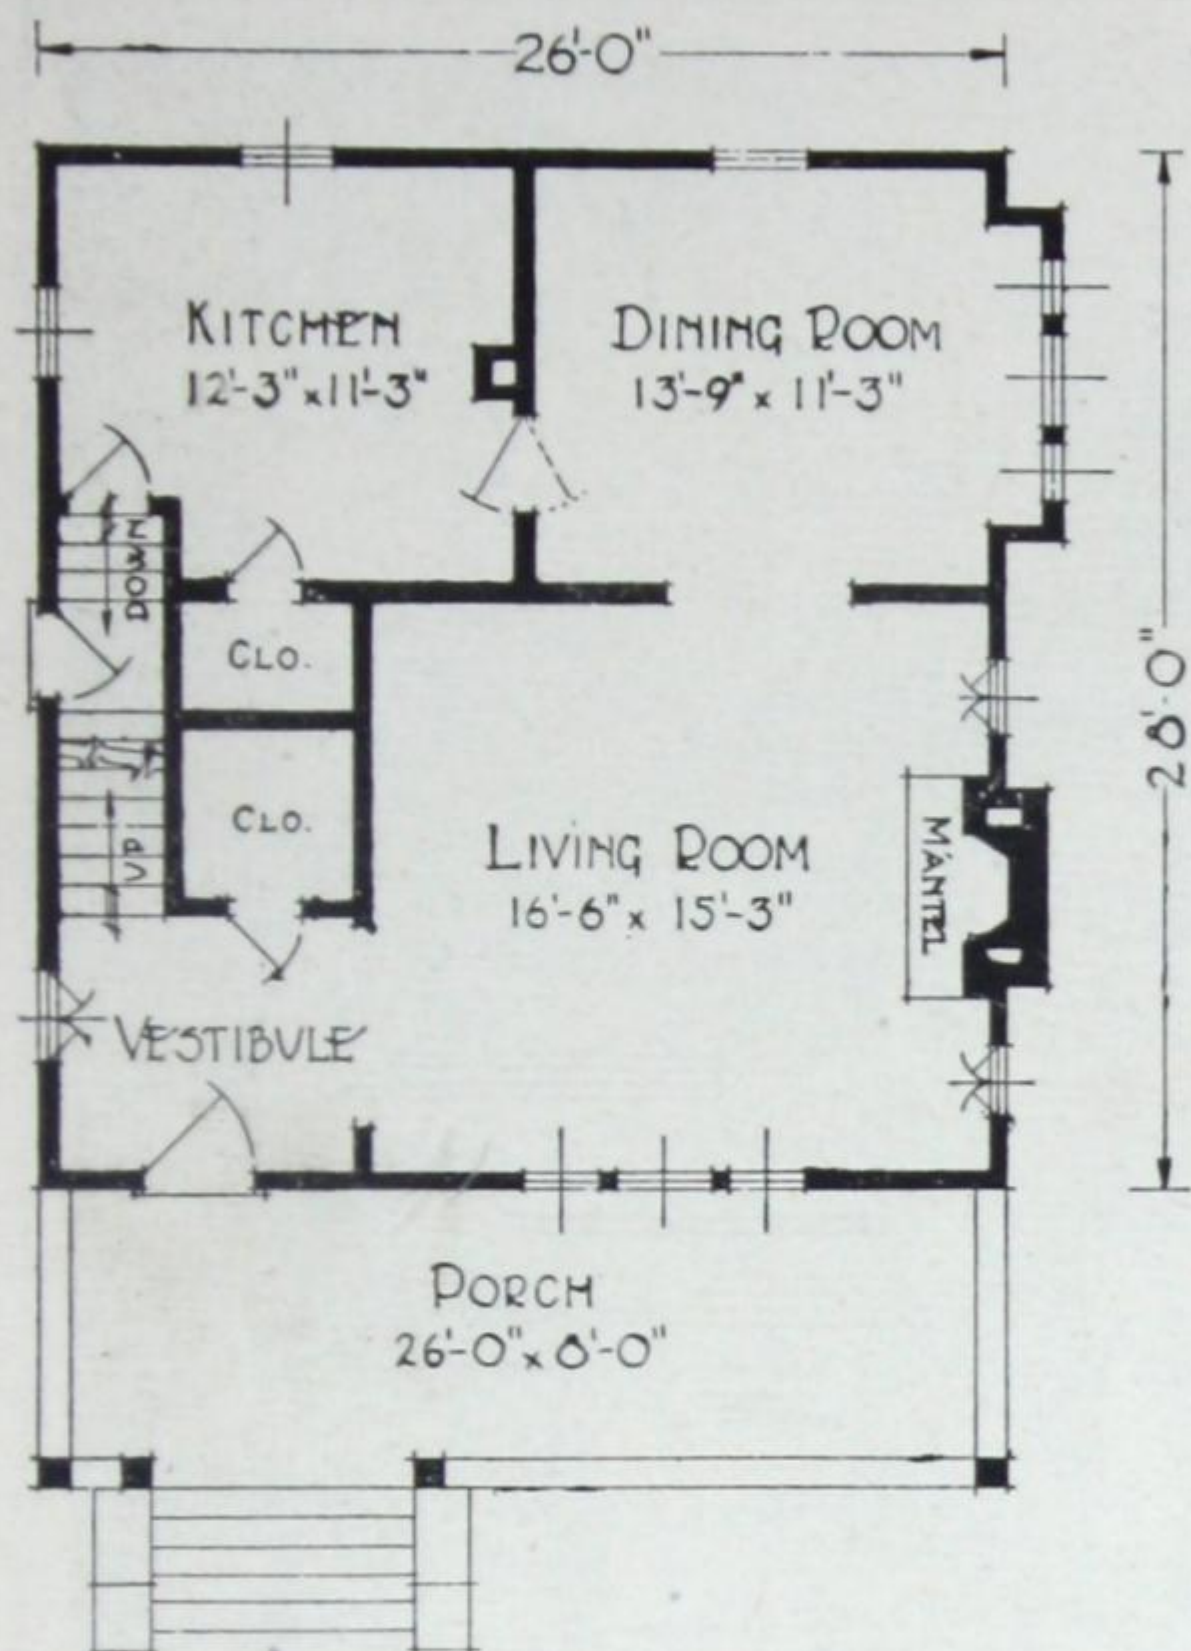 26'-0"
KITCHEN
12'-3" x 11'-3"
DINING ROOM
13'-9" x 11'-3"
DOWN
CLO.
28'-0"
CLO.
UP
LIVING ROOM
16'-6" x 15'-3"
MANTEL
VESTIBULE
PORCH
26'-0" x 8'-0"